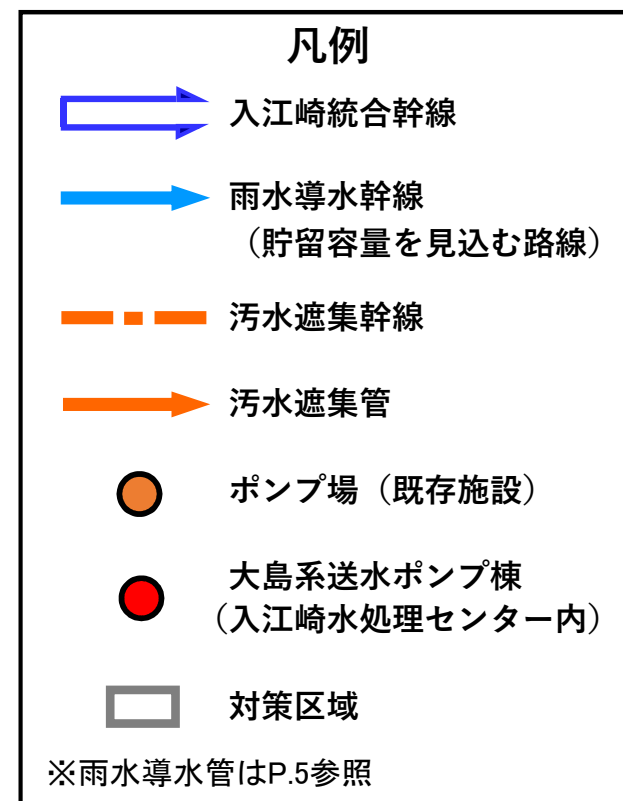 凡例
入江崎統合幹線
雨水導水幹線
（貯留容量を見込む路線）
汚水遮集幹線
汚水遮集管
ポンプ場（既存施設）
大島系送水ポンプ棟
（入江崎水処理センター内）
対策区域
※雨水導水管はP.5参照